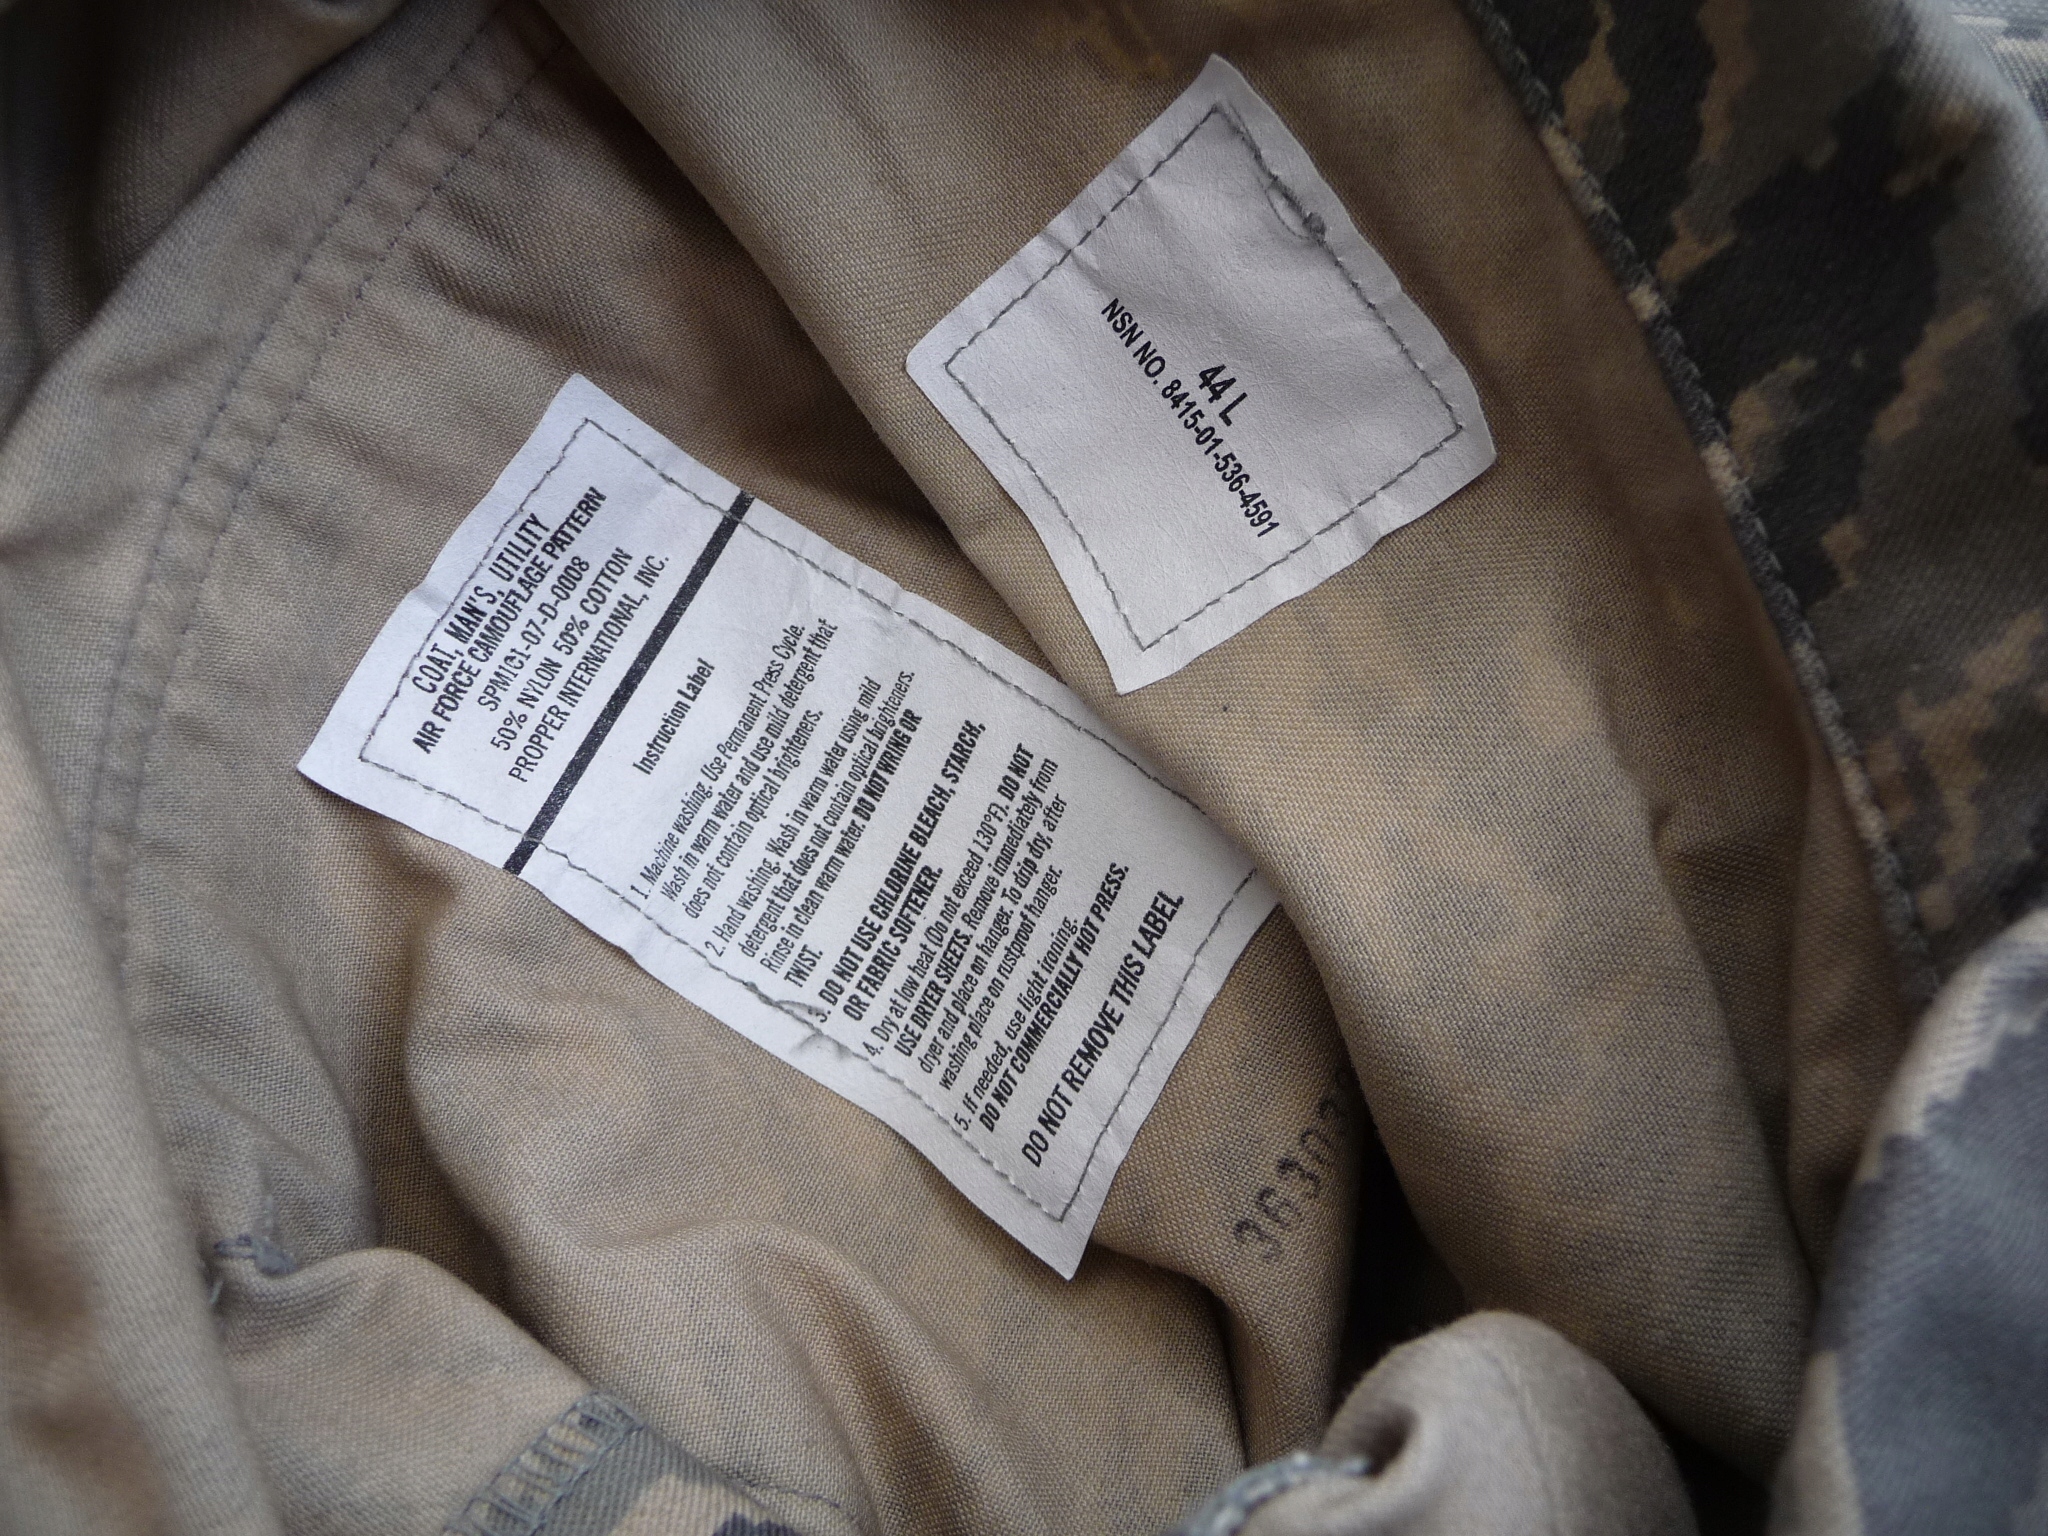 COAT, MAN'S, UTILITY
AIR FORCE CAMOUFLAGE PATTERN
SPM1C1-07-D-0008
50% NYLON 50% COTTON
PROPPER INTERNATIONAL, INC.
Instruction Label
1. Machine washing. Use Permanent Press Cycle.
Wash in warm water and use mild detergent that
does not contain optical brighteners.
2. Hand washing. Wash in warm water using mild
detergent that does not contain optical brighteners.
Rinse in clean warm water. DO NOT WRING OR
TWIST.
3. DO NOT USE CHLORINE BLEACH, STARCH,
OR FABRIC SOFTENER.
4. Dry at low heat (Do not exceed 130°F). DO NOT
USE DRYER SHEETS. Remove immediately from
dryer and place on hanger. To drip dry, after
washing place on rustproof hanger.
5. If needed, use light ironing.
DO NOT COMMERCIALLY HOT PRESS.
DO NOT REMOVE THIS LABEL
44 L
NSN NO. 8415-01-536-4591